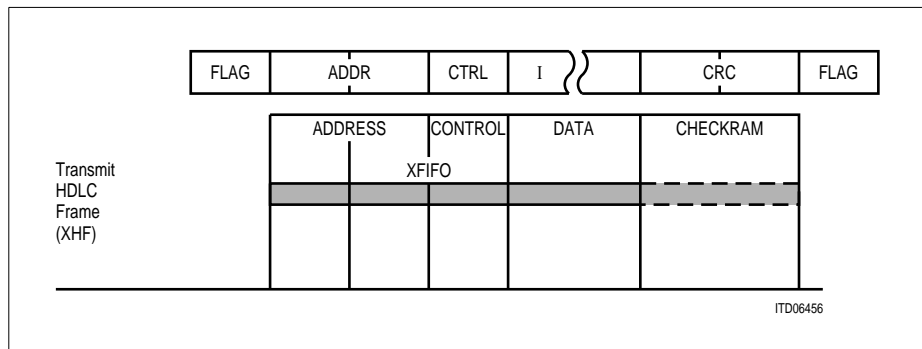 FLAG ADDR CTRL I CRC FLAG
ADDRESS CONTROL DATA CHECKRAM
XFIFO
Transmit
HDLC
Frame
(XHF)
ITD06456